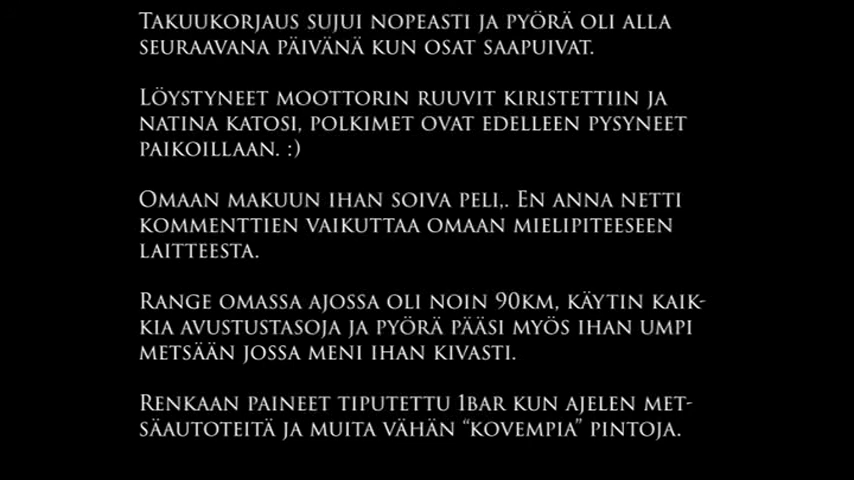 Takuukorjaus sujui nopeasti ja pyörä oli alla
seuraavana päivänä kun osat saapuivat.
Löystyneet moottorin ruuvit kiristettiin ja
natina katosi, polkimet ovat edelleen pysyneet
paikoillaan. :)
Omaan makuun ihan soiva peli,. En anna netti
kommenttien vaikuttaa omaan mielipiteeseen
laitteesta.
Range omassa ajossa oli noin 90km, käytin kaik-
kia avustustasoja ja pyörä pääsi myös ihan umpi
metsään jossa meni ihan kivasti.
Renkaan paineet tiputettu 1bar kun ajelen met-
säautoteitä ja muita vähän “kovempia” pintoja.